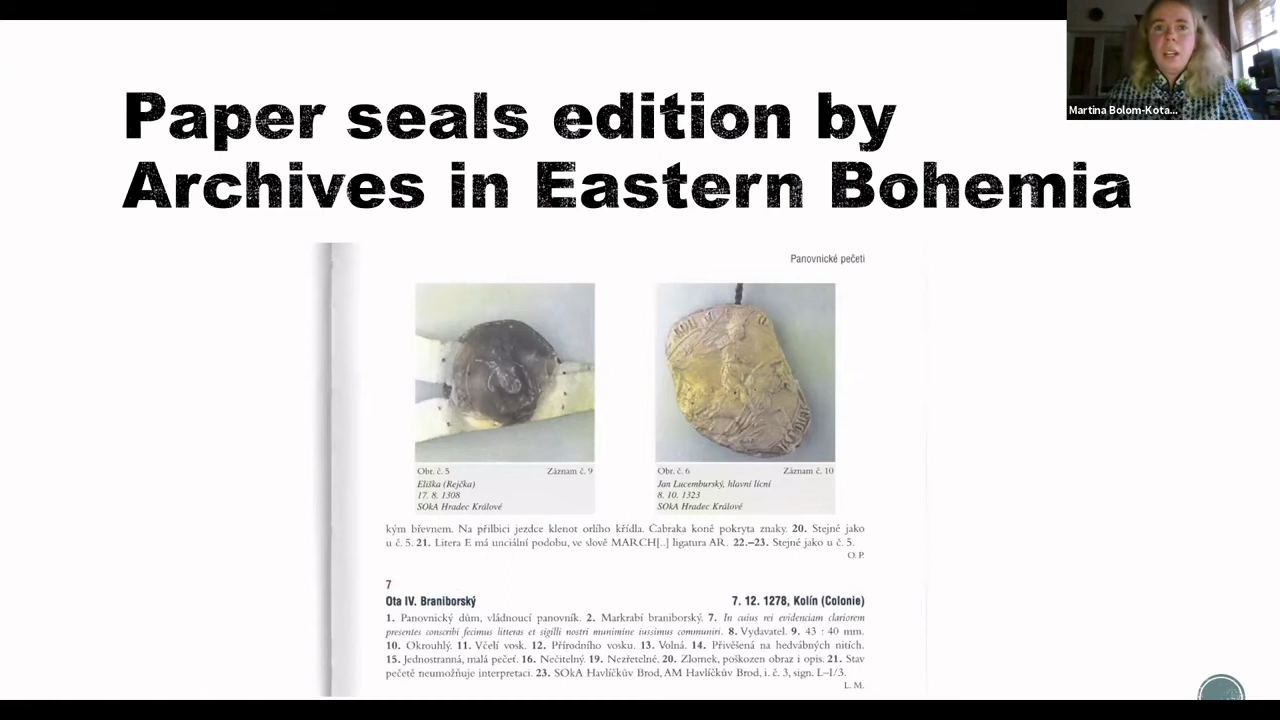 Martina Bolom-Kota...
Paper seals edition by
Archives in Eastern Bohemia
Panovnické pečeti
Obr. č. 5 Záznam č. 9
Eliška (Rejčka)
17. 8. 1308
SOkA Hradec Králové
Obr. č. 6 Záznam č. 10
Jan Lucemburský, hlavní lícní
8. 10. 1323
SOkA Hradec Králové
kým břevnem. Na přilbici jezdce klenot orlího křídla. Čabraka koně pokryta znaky. 20. Stejné jako
u č. 5. 21. Litera E má unciální podobu, ve slově MARCH[..] ligatura AR. 22.–23. Stejné jako u č. 5.
O. P.
7
Ota IV. Braniborský 7. 12. 1278, Kolín (Colonie)
1. Panovnický dům, vládnoucí panovník. 2. Markrabí braniborský. 7. In cuius rei evidenciam clariorem
presentes conscribi fecimus litteras et sigilli nostri munimine iussimus communiri. 8. Vydavatel. 9. 43 : 40 mm.
10. Okrouhlý. 11. Včelí vosk. 12. Přírodního vosku. 13. Volná. 14. Přivěšená na hedvábných nitích.
15. Jednostranná, malá pečeť. 16. Nečitelný. 19. Nezřetelné. 20. Zlomek, poškozen obraz i opis. 21. Stav
pečetě neumožňuje interpretaci. 23. SOkA Havlíčkův Brod, AM Havlíčkův Brod, i. č. 3, sign. L–I/3.
L. M.